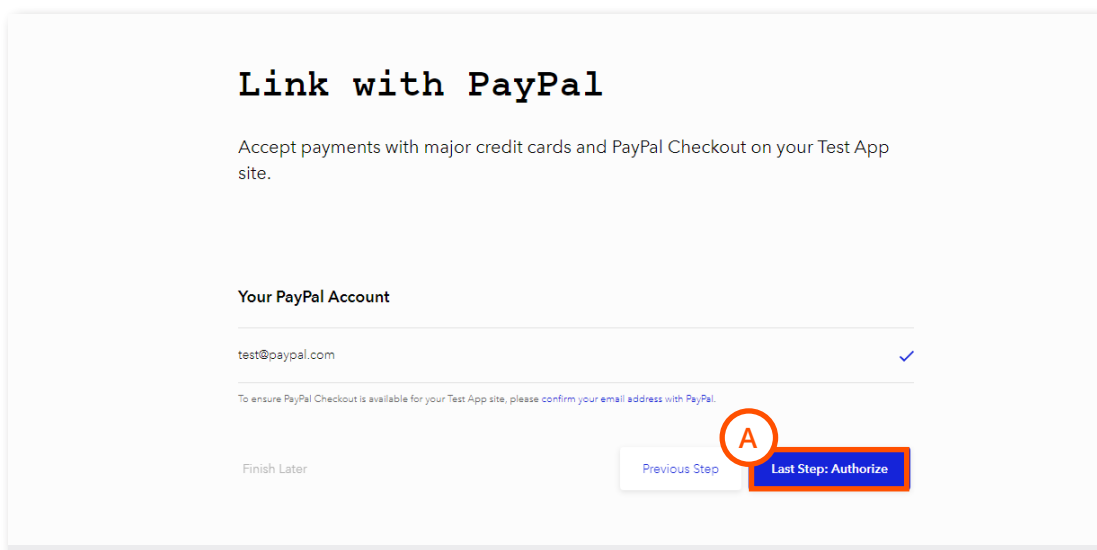 Link with PayPal
Accept payments with major credit cards and PayPal Checkout on your Test App
site.
Your PayPal Account
test@paypal.com
To ensure PayPal Checkout is available for your Test App site, please confirm your email address with PayPal.
A
Finish Later
Previous Step
Last Step: Authorize